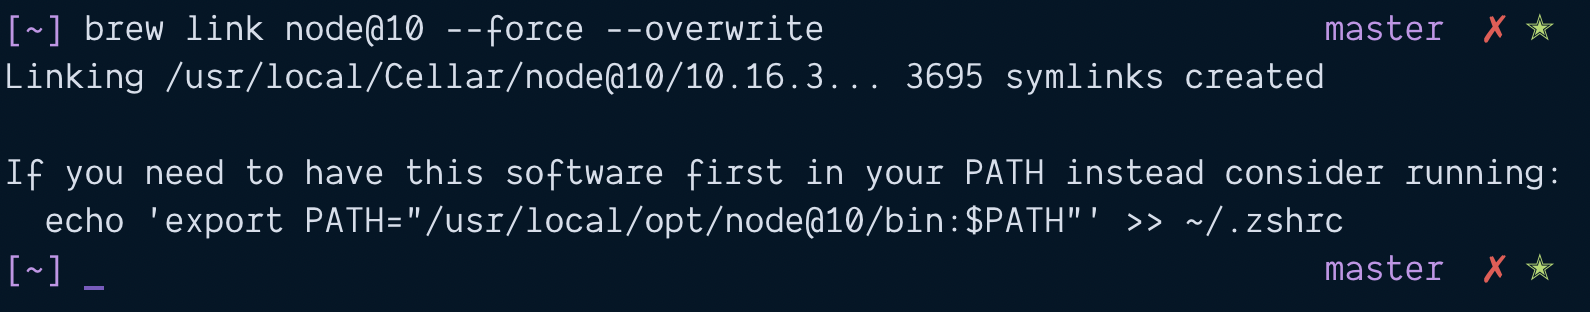 [~] brew link node@10 --force --overwrite master ✗ ✭
Linking /usr/local/Cellar/node@10/10.16.3... 3695 symlinks created
If you need to have this software first in your PATH instead consider running:
echo 'export PATH="/usr/local/opt/node@10/bin:$PATH"' >> ~/.zshrc
[~] _ master ✗ ✭